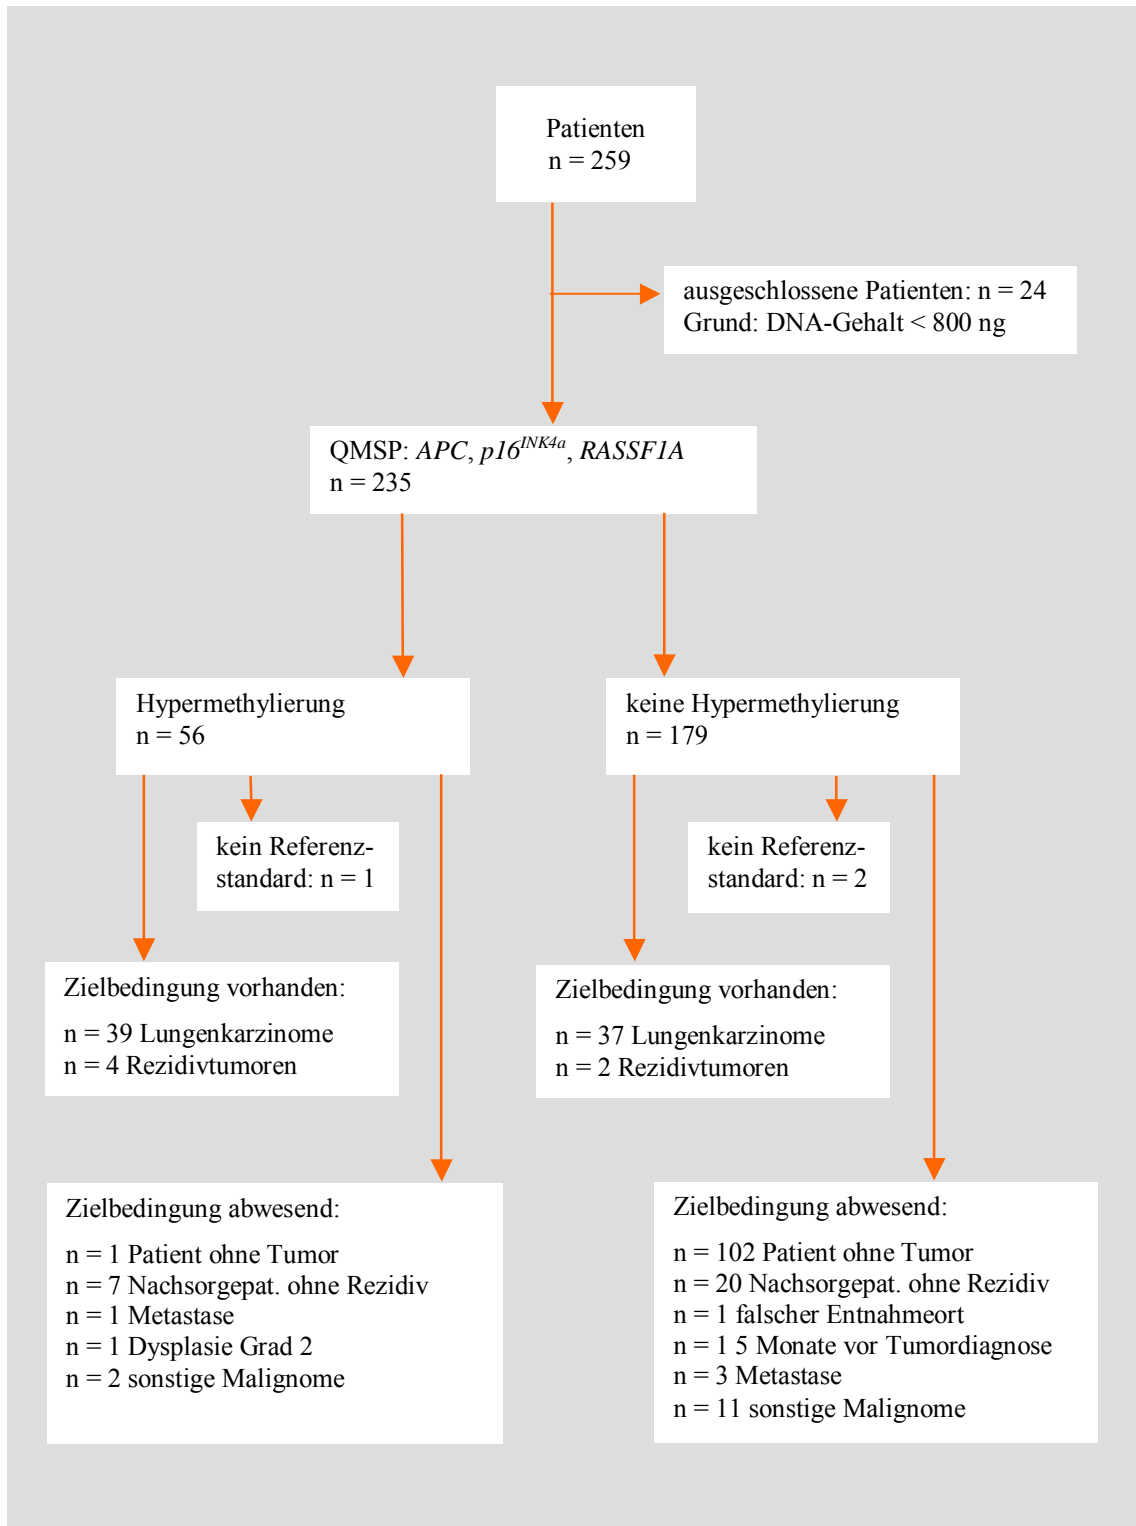 Patienten
n = 259
ausgeschlossene Patienten: n = 24
Grund: DNA-Gehalt < 800 ng
QMSP: APC, p16^INK4a, RASSF1A
n = 235
Hypermethylierung
n = 56
keine Hypermethylierung
n = 179
kein Referenz-
standard: n = 1
kein Referenz-
standard: n = 2
Zielbedingung vorhanden:
n = 39 Lungenkarzinome
n = 4 Rezidivtumoren
Zielbedingung vorhanden:
n = 37 Lungenkarzinome
n = 2 Rezidivtumoren
Zielbedingung abwesend:
n = 1 Patient ohne Tumor
n = 7 Nachsorgepat. ohne Rezidiv
n = 1 Metastase
n = 1 Dysplasie Grad 2
n = 2 sonstige Malignome
Zielbedingung abwesend:
n = 102 Patient ohne Tumor
n = 20 Nachsorgepat. ohne Rezidiv
n = 1 falscher Entnahmeort
n = 1 5 Monate vor Tumordiagnose
n = 3 Metastase
n = 11 sonstige Malignome